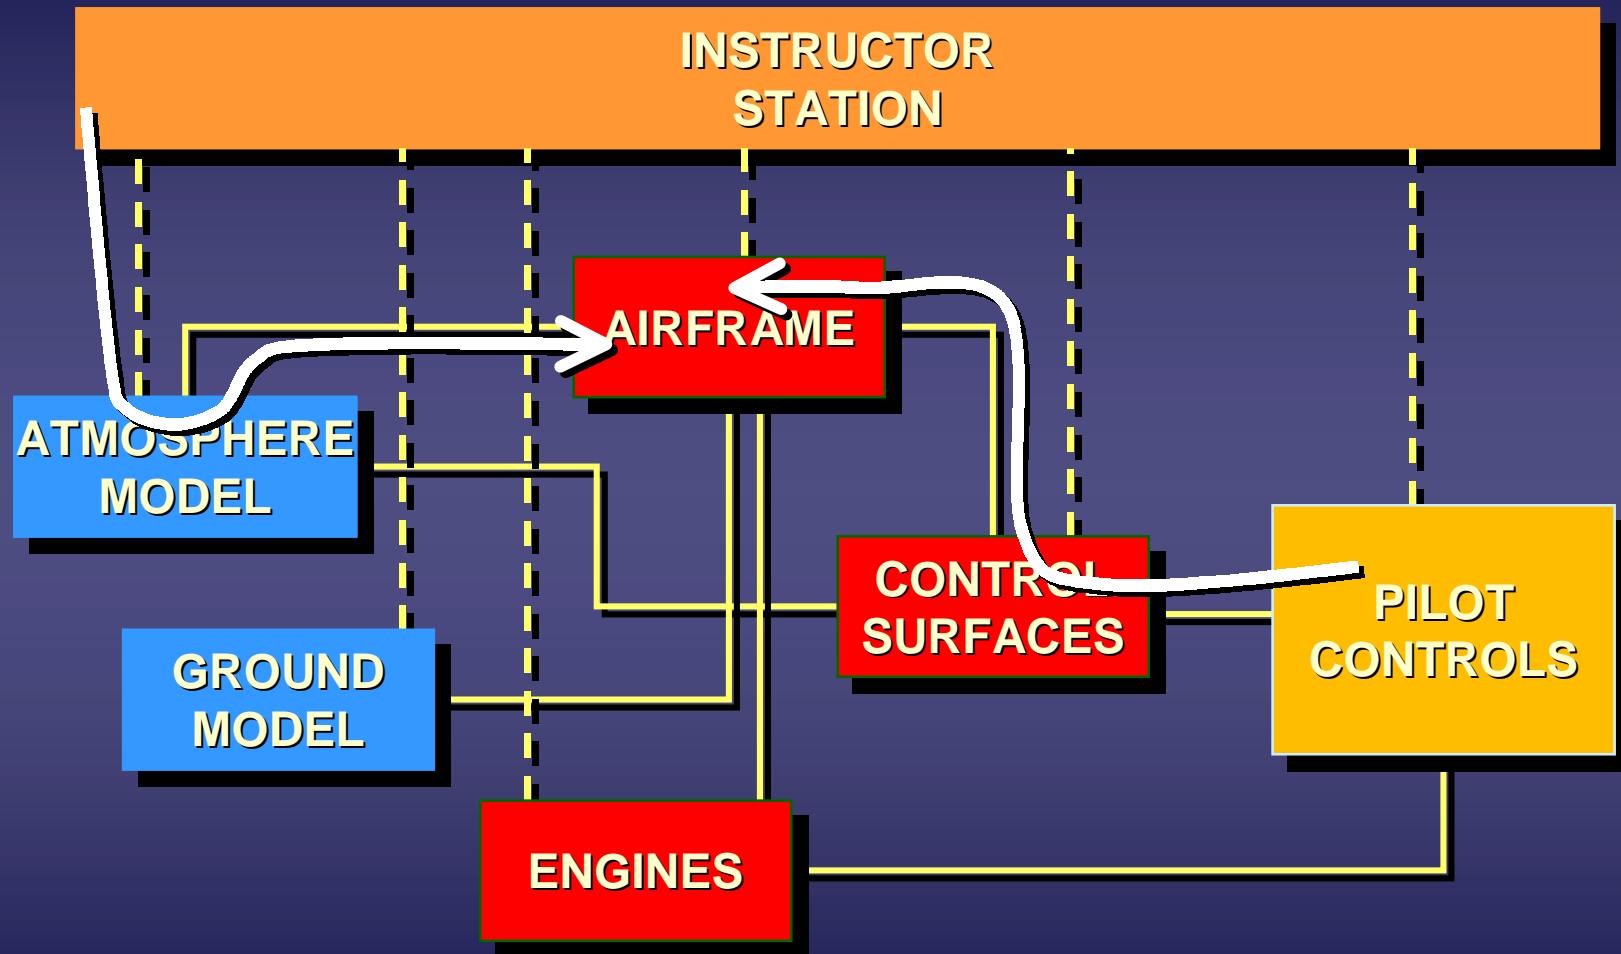 INSTRUCTOR
STATION
AIRFRAME
ATMOSPHERE
MODEL
CONTROL
SURFACES
PILOT
CONTROLS
GROUND
MODEL
ENGINES